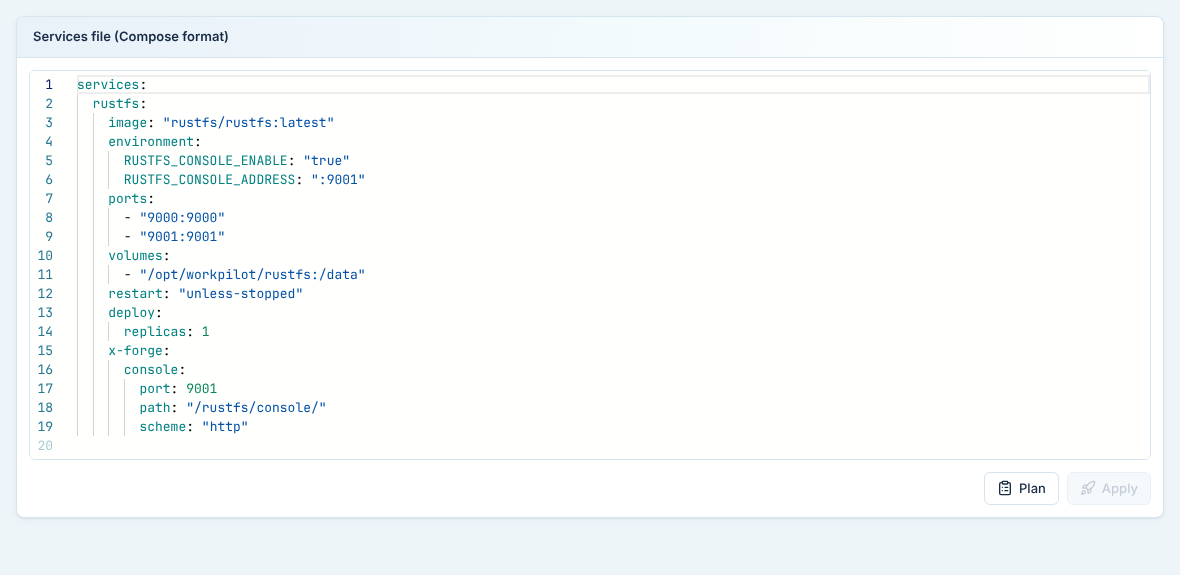 Services file (Compose format)
1 services:
2   rustfs:
3     image: "rustfs/rustfs:latest"
4     environment:
5       RUSTFS_CONSOLE_ENABLE: "true"
6       RUSTFS_CONSOLE_ADDRESS: ":9001"
7     ports:
8       - "9000:9000"
9       - "9001:9001"
10     volumes:
11       - "/opt/workpilot/rustfs:/data"
12     restart: "unless-stopped"
13     deploy:
14       replicas: 1
15     x-forge:
16       console:
17         port: 9001
18         path: "/rustfs/console/"
19         scheme: "http"
20
Plan
Apply